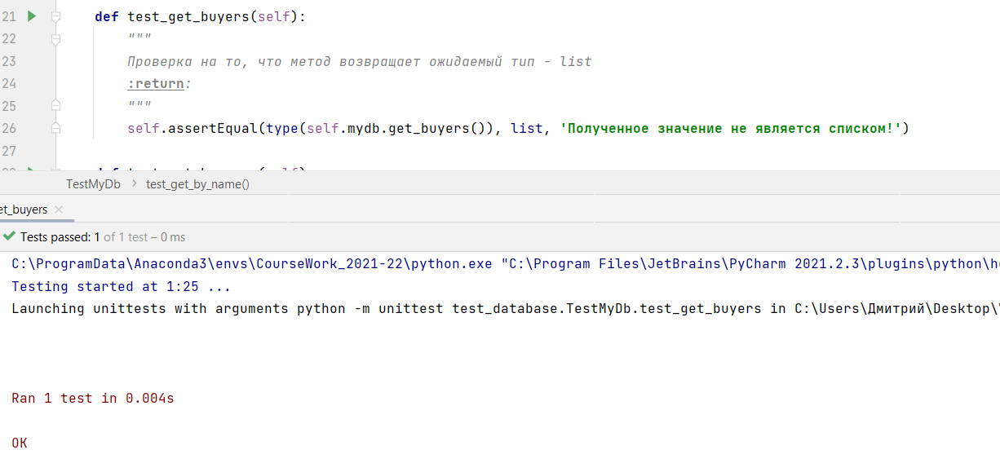 21 def test_get_buyers(self):
22 """
23 Проверка на то, что метод возвращает ожидаемый тип - list
24 :return:
25 """
26 self.assertEqual(type(self.mydb.get_buyers()), list, 'Полученное значение не является списком!')
27
TestMyDb > test_get_by_name()
et_buyers ×
Tests passed: 1 of 1 test – 0 ms
C:\ProgramData\Anaconda3\envs\CourseWork_2021-22\python.exe "C:\Program Files\JetBrains\PyCharm 2021.2.3\plugins\python\he
Testing started at 1:25 ...
Launching unittests with arguments python -m unittest test_database.TestMyDb.test_get_buyers in C:\Users\Дмитрий\Desktop\
Ran 1 test in 0.004s
OK